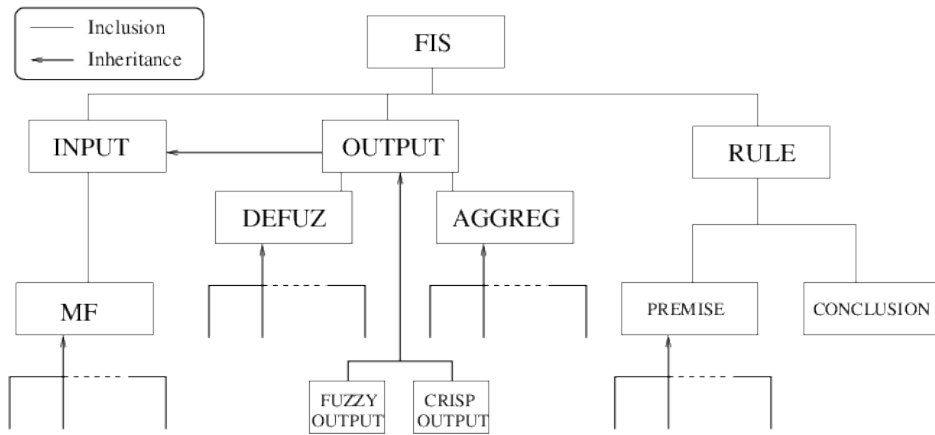 Inclusion
Inheritance
FIS
INPUT
OUTPUT
RULE
DEFUZ
AGGREG
MF
PREMISE
CONCLUSION
FUZZY
OUTPUT
CRISP
OUTPUT